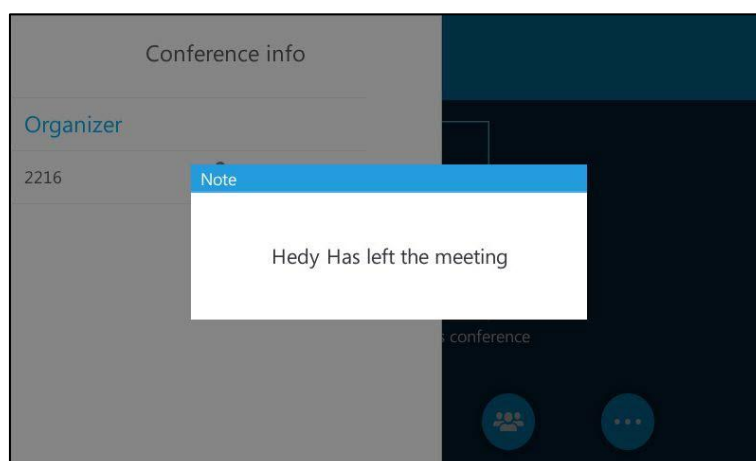 Conference info
Organizer
2216
Note
Hedy Has left the meeting
conference